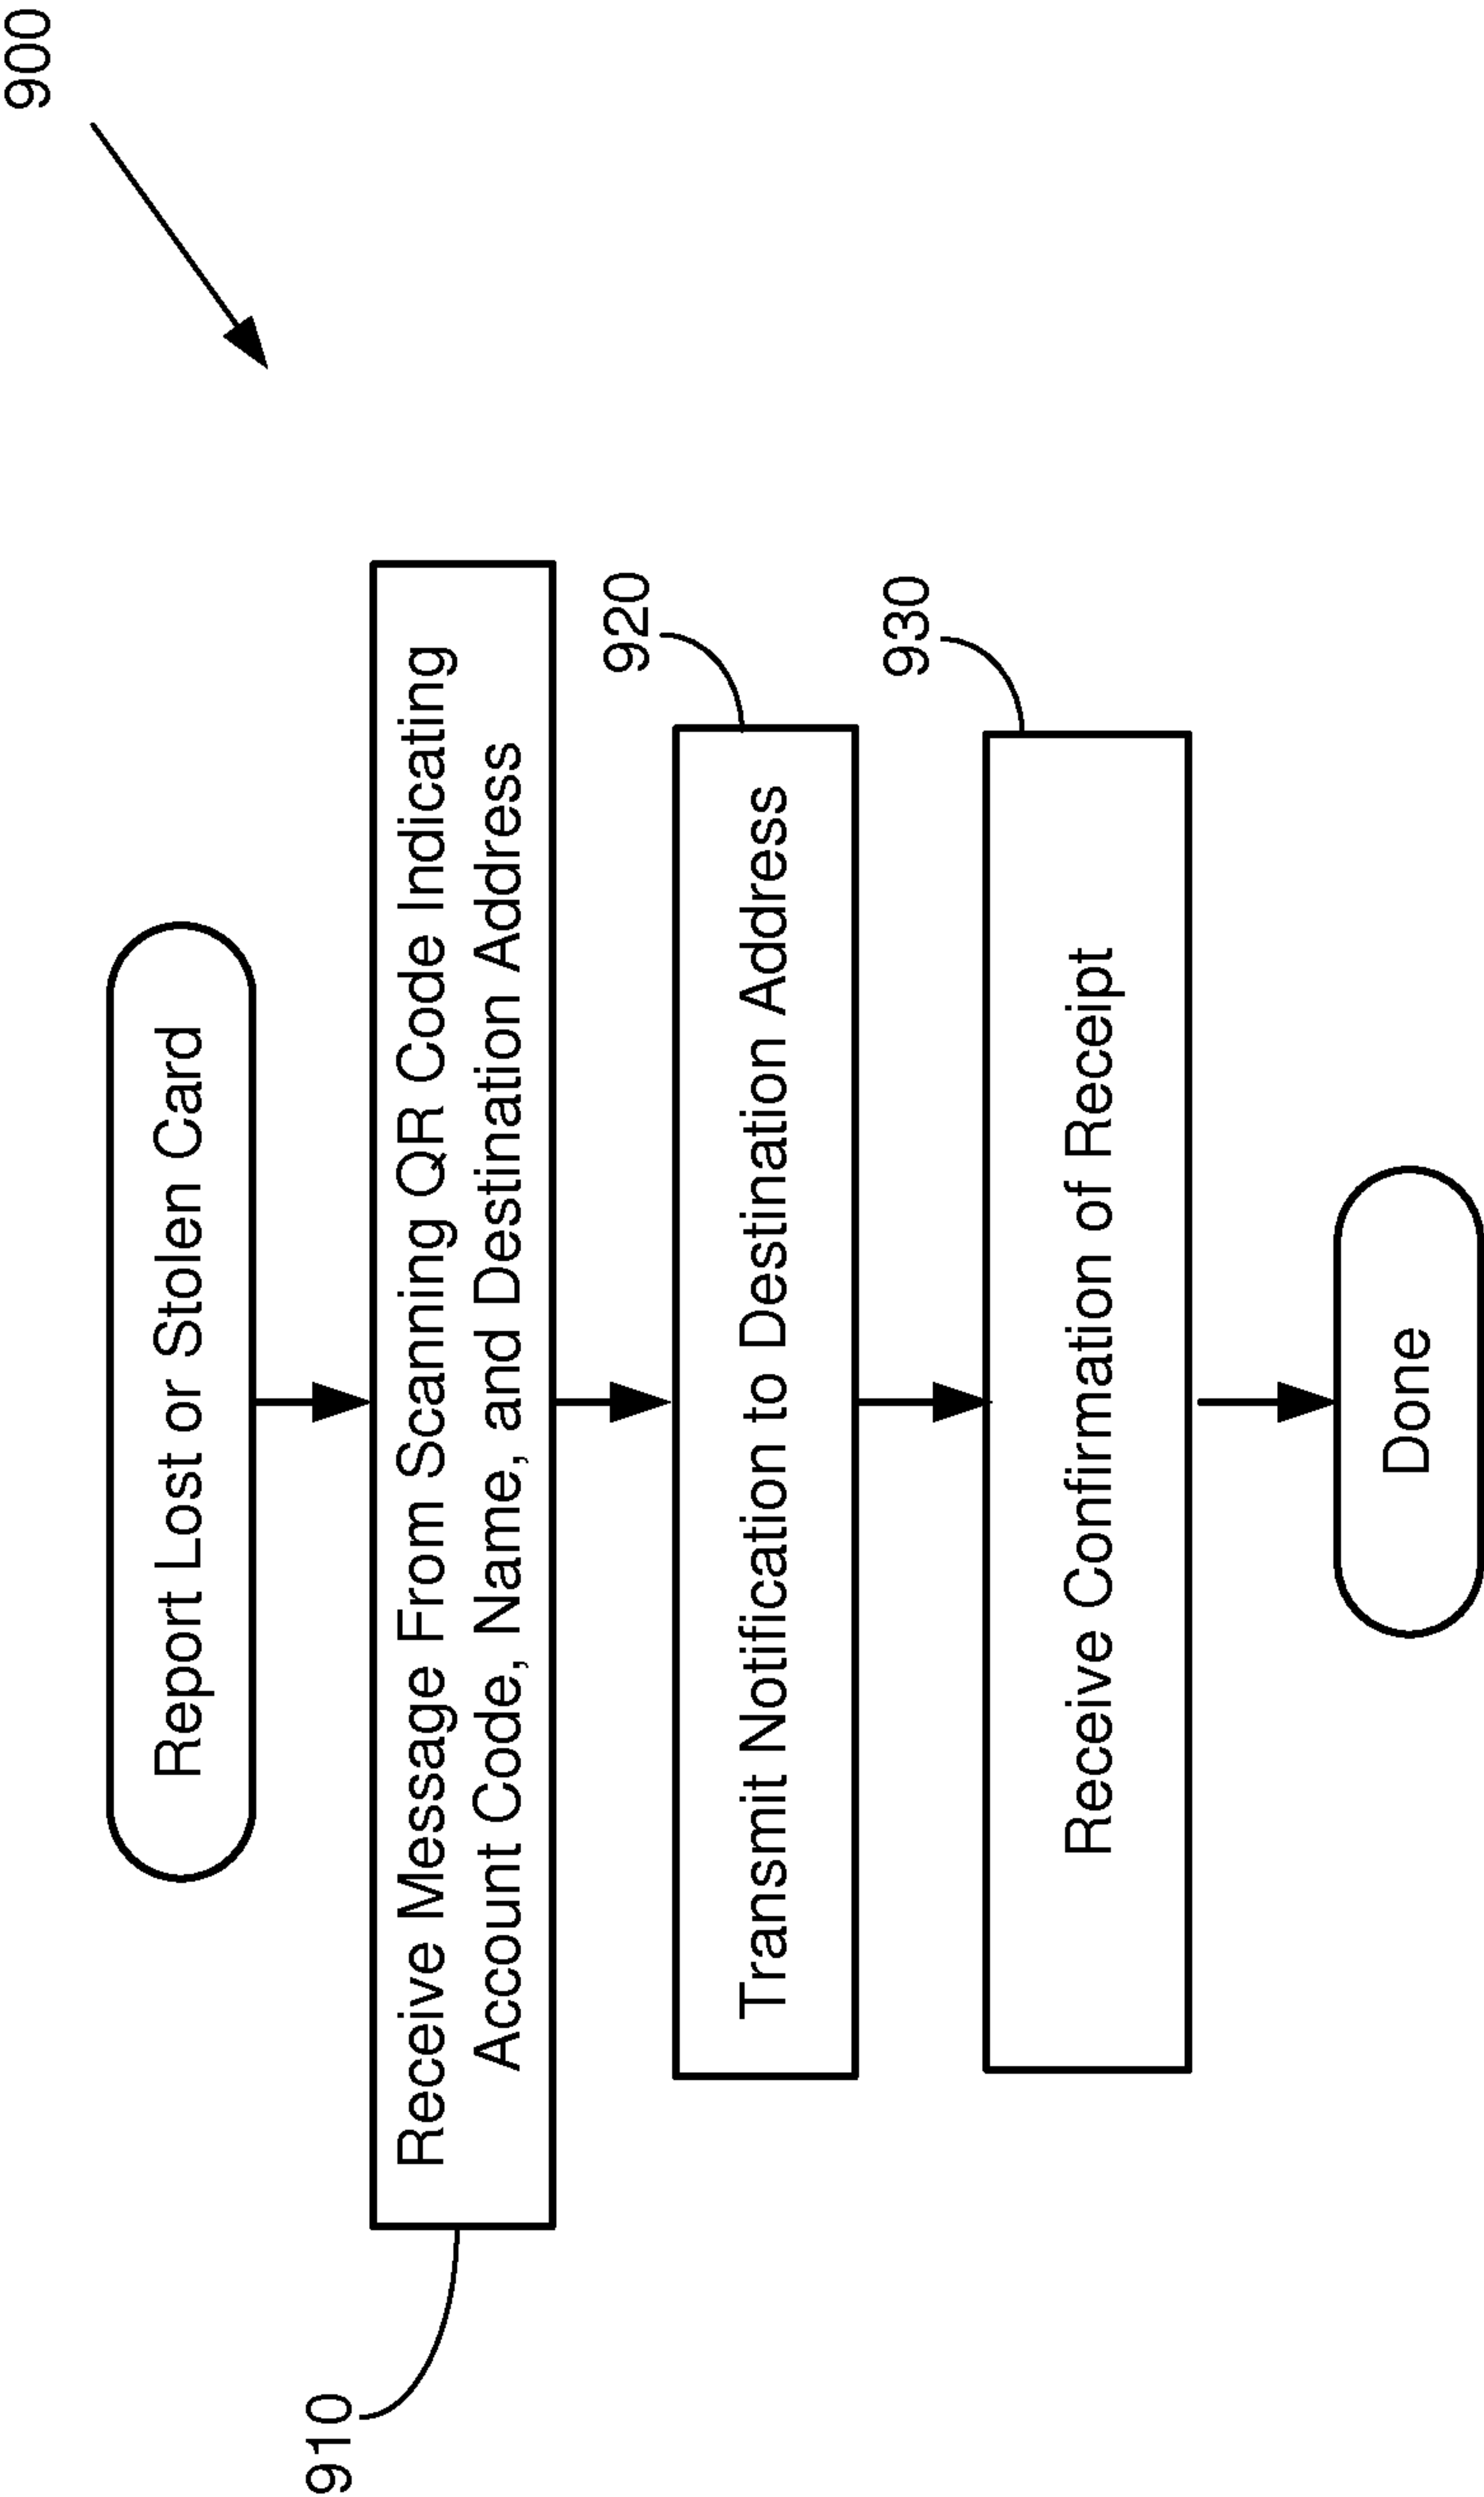 900
Report Lost or Stolen Card
910
Receive Message From Scanning QR Code Indicating
Account Code, Name, and Destination Address
920
Transmit Notification to Destination Address
930
Receive Confirmation of Receipt
Done